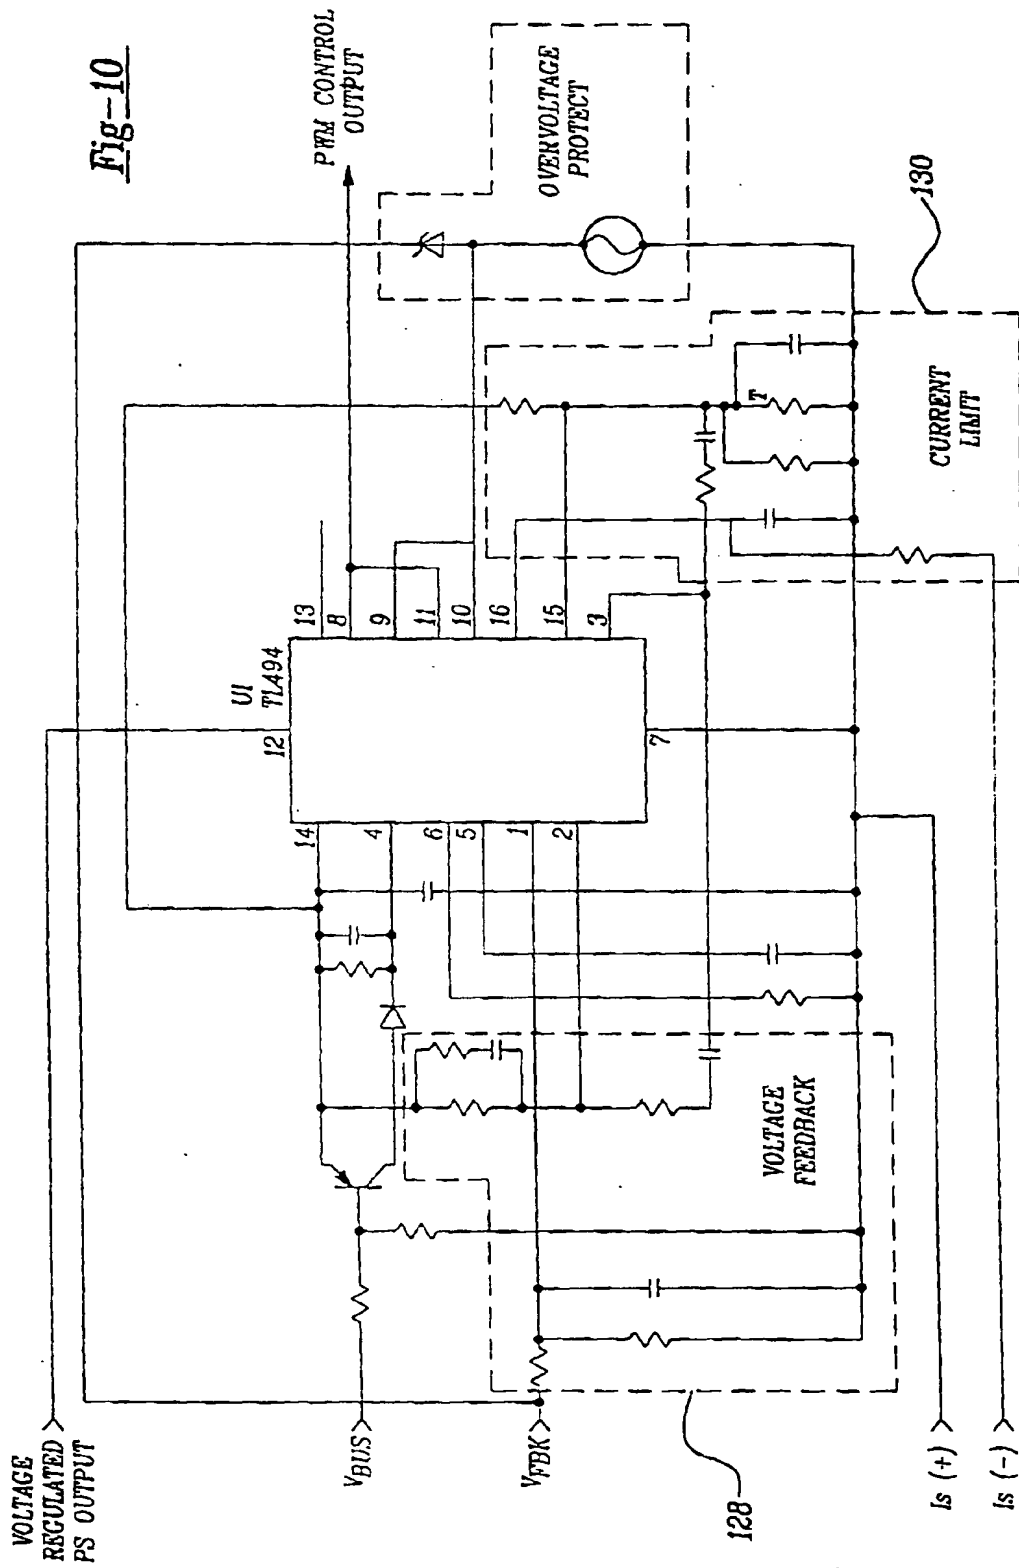 Fig-10
VOLTAGE
REGULATED
PS OUTPUT
VBUS
VFBK
128
Is (+)
Is (-)
U1
TL494
12
14
4
6
5
1
2
7
13
8
9
11
10
16
15
3
PWM CONTROL
OUTPUT
OVERVOLTAGE
PROTECT
T
CURRENT
LIMIT
130
VOLTAGE
FEEDBACK